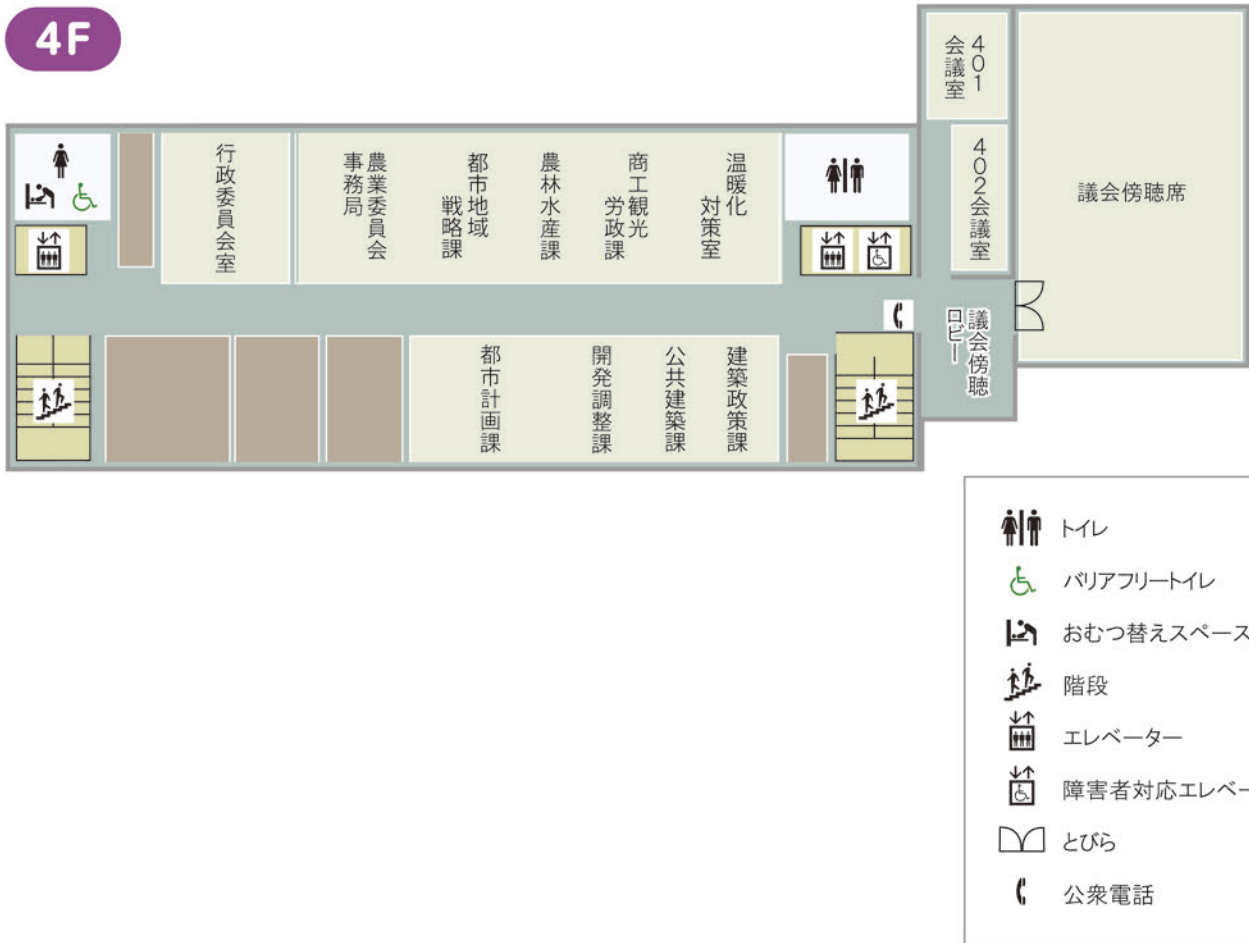 4F
行政委員会室
農業委員会
事務局
都市地域
戦略課
農林水産課
商工観光
労政課
温暖化
対策室
401
会議室
402会議室
議会傍聴席
議会傍聴
ロビー
都市計画課
開発調整課
公共建築課
建築政策課
トイレ
バリアフリートイレ
おむつ替えスペース
階段
エレベーター
障害者対応エレベー
とびら
公衆電話